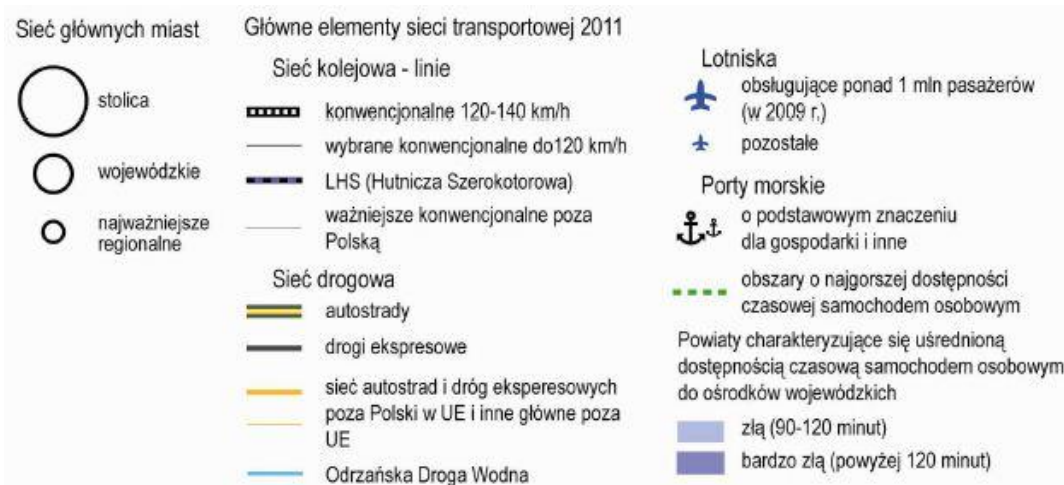 Sieć głównych miast
stolica
wojewódzkie
najważniejsze
regionalne
Główne elementy sieci transportowej 2011
Sieć kolejowa - linie
konwencjonalne 120-140 km/h
wybrane konwencjonalne do120 km/h
LHS (Hutnicza Szerokotorowa)
ważniejsze konwencjonalne poza
Polską
Sieć drogowa
autostrady
drogi ekspresowe
sieć autostrad i dróg eksperesowych
poza Polski w UE i inne główne poza
UE
Odrzańska Droga Wodna
Lotniska
obsługujące ponad 1 mln pasażerów
(w 2009 r.)
pozostałe
Porty morskie
o podstawowym znaczeniu
dla gospodarki i inne
obszary o najgorszej dostępności
czasowej samochodem osobowym
Powiaty charakteryzujące się uśrednioną
dostępnością czasową samochodem osobowym
do ośrodków wojewódzkich
złą (90-120 minut)
bardzo złą (powyżej 120 minut)